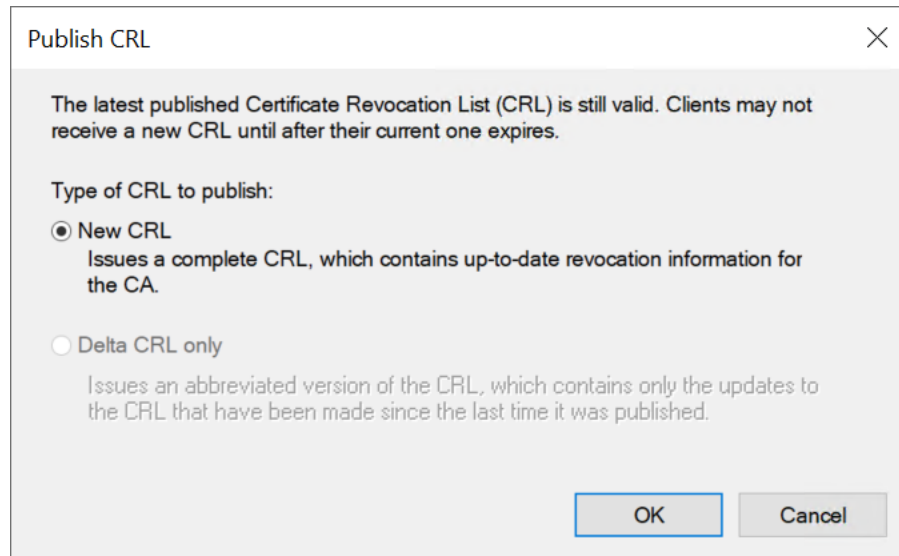 Publish CRL
The latest published Certificate Revocation List (CRL) is still valid. Clients may not
receive a new CRL until after their current one expires.
Type of CRL to publish:
New CRL
Issues a complete CRL, which contains up-to-date revocation information for
the CA.
Delta CRL only
Issues an abbreviated version of the CRL, which contains only the updates to
the CRL that have been made since the last time it was published.
OK Cancel